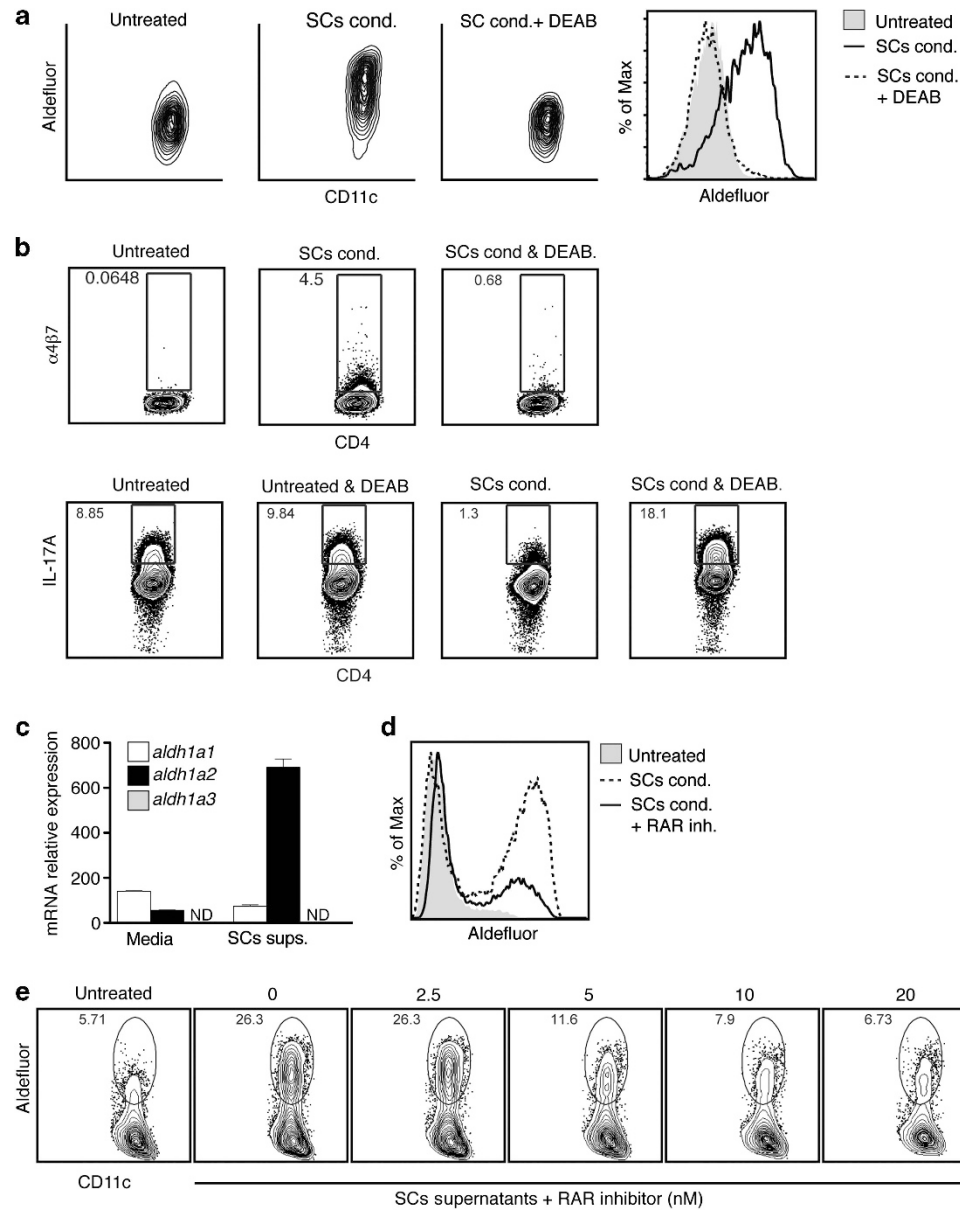 a
Untreated
SCs cond.
SC cond.+ DEAB
Aldefluor
CD11c
% of Max
Aldefluor
Untreated
SCs cond.
SCs cond.
+ DEAB
b
Untreated
SCs cond.
SCs cond & DEAB.
0.0648
4.5
0.68
α4β7
CD4
Untreated
Untreated & DEAB
SCs cond.
SCs cond & DEAB.
8.85
9.84
1.3
18.1
IL-17A
CD4
c
mRNA relative expression
800
600
400
200
0
aldh1a1
aldh1a2
aldh1a3
ND
ND
Media
SCs sups.
d
% of Max
Aldefluor
Untreated
SCs cond.
SCs cond.
+ RAR inh.
e
Untreated
0
2.5
5
10
20
5.71
26.3
26.3
11.6
7.9
6.73
Aldefluor
CD11c
SCs supernatants + RAR inhibitor (nM)